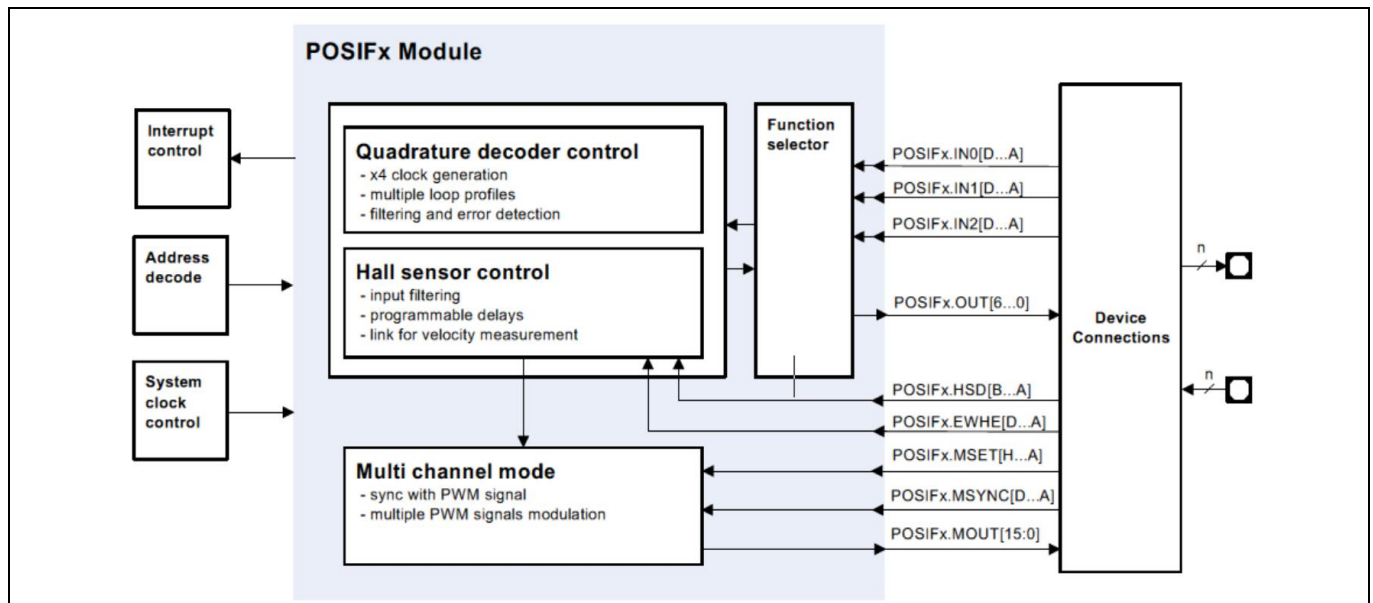 POSIFx Module
Interrupt
control
Address
decode
System
clock
control
Quadrature decoder control
- x4 clock generation
- multiple loop profiles
- filtering and error detection
Hall sensor control
- input filtering
- programmable delays
- link for velocity measurement
Multi channel mode
- sync with PWM signal
- multiple PWM signals modulation
Function
selector
POSIFx.IN0[D...A]
POSIFx.IN1[D...A]
POSIFx.IN2[D...A]
POSIFx.OUT[6...0]
POSIFx.HSD[B...A]
POSIFx.EWHE[D...A]
POSIFx.MSET[H...A]
POSIFx.MSYNC[D...A]
POSIFx.MOUT[15:0]
Device
Connections
n
n